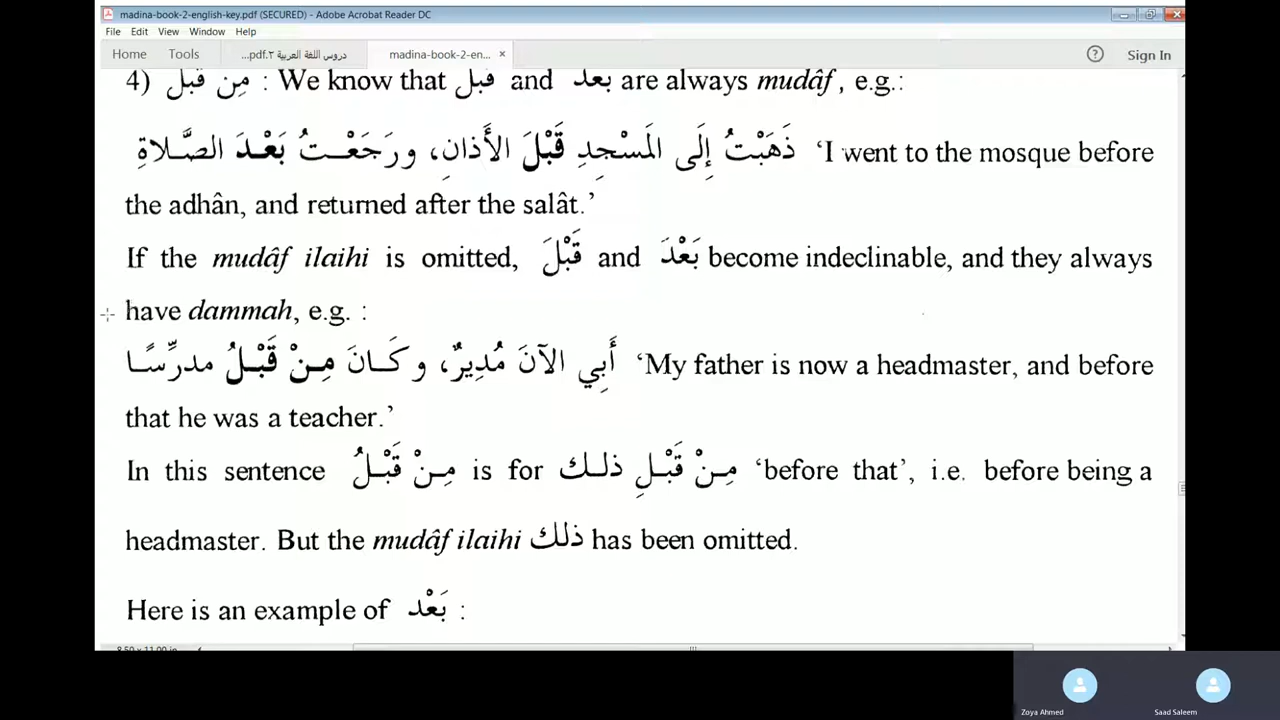 madina-book-2-english-key.pdf (SECURED) - Adobe Acrobat Reader DC
File Edit View Window Help
Home Tools دروس اللغة العربية ٢.pdf... madina-book-2-en... × Sign In
4) مِن قبل : We know that قبل and بعد are always mudâf , e.g.:
ذَهَبْتُ إِلَى المَسْجِدِ قَبْلَ الأَذانِ، ورَجَعْتُ بَعْدَ الصَّلاةِ ‘I went to the mosque before
the adhân, and returned after the salât.’
If the mudâf ilaihi is omitted, قَبْلَ and بَعْدَ become indeclinable, and they always
have dammah, e.g. :
أَبِي الآنَ مُدِيرٌ، وكَانَ مِنْ قَبْلُ مدرِّسًا ‘My father is now a headmaster, and before
that he was a teacher.’
In this sentence مِنْ قَبْلُ is for مِنْ قَبْلِ ذلك ‘before that’, i.e. before being a
headmaster. But the mudâf ilaihi ذلك has been omitted.
Here is an example of بَعْد :
8.50 x 11.00 in
Zoya Ahmed Saad Saleem